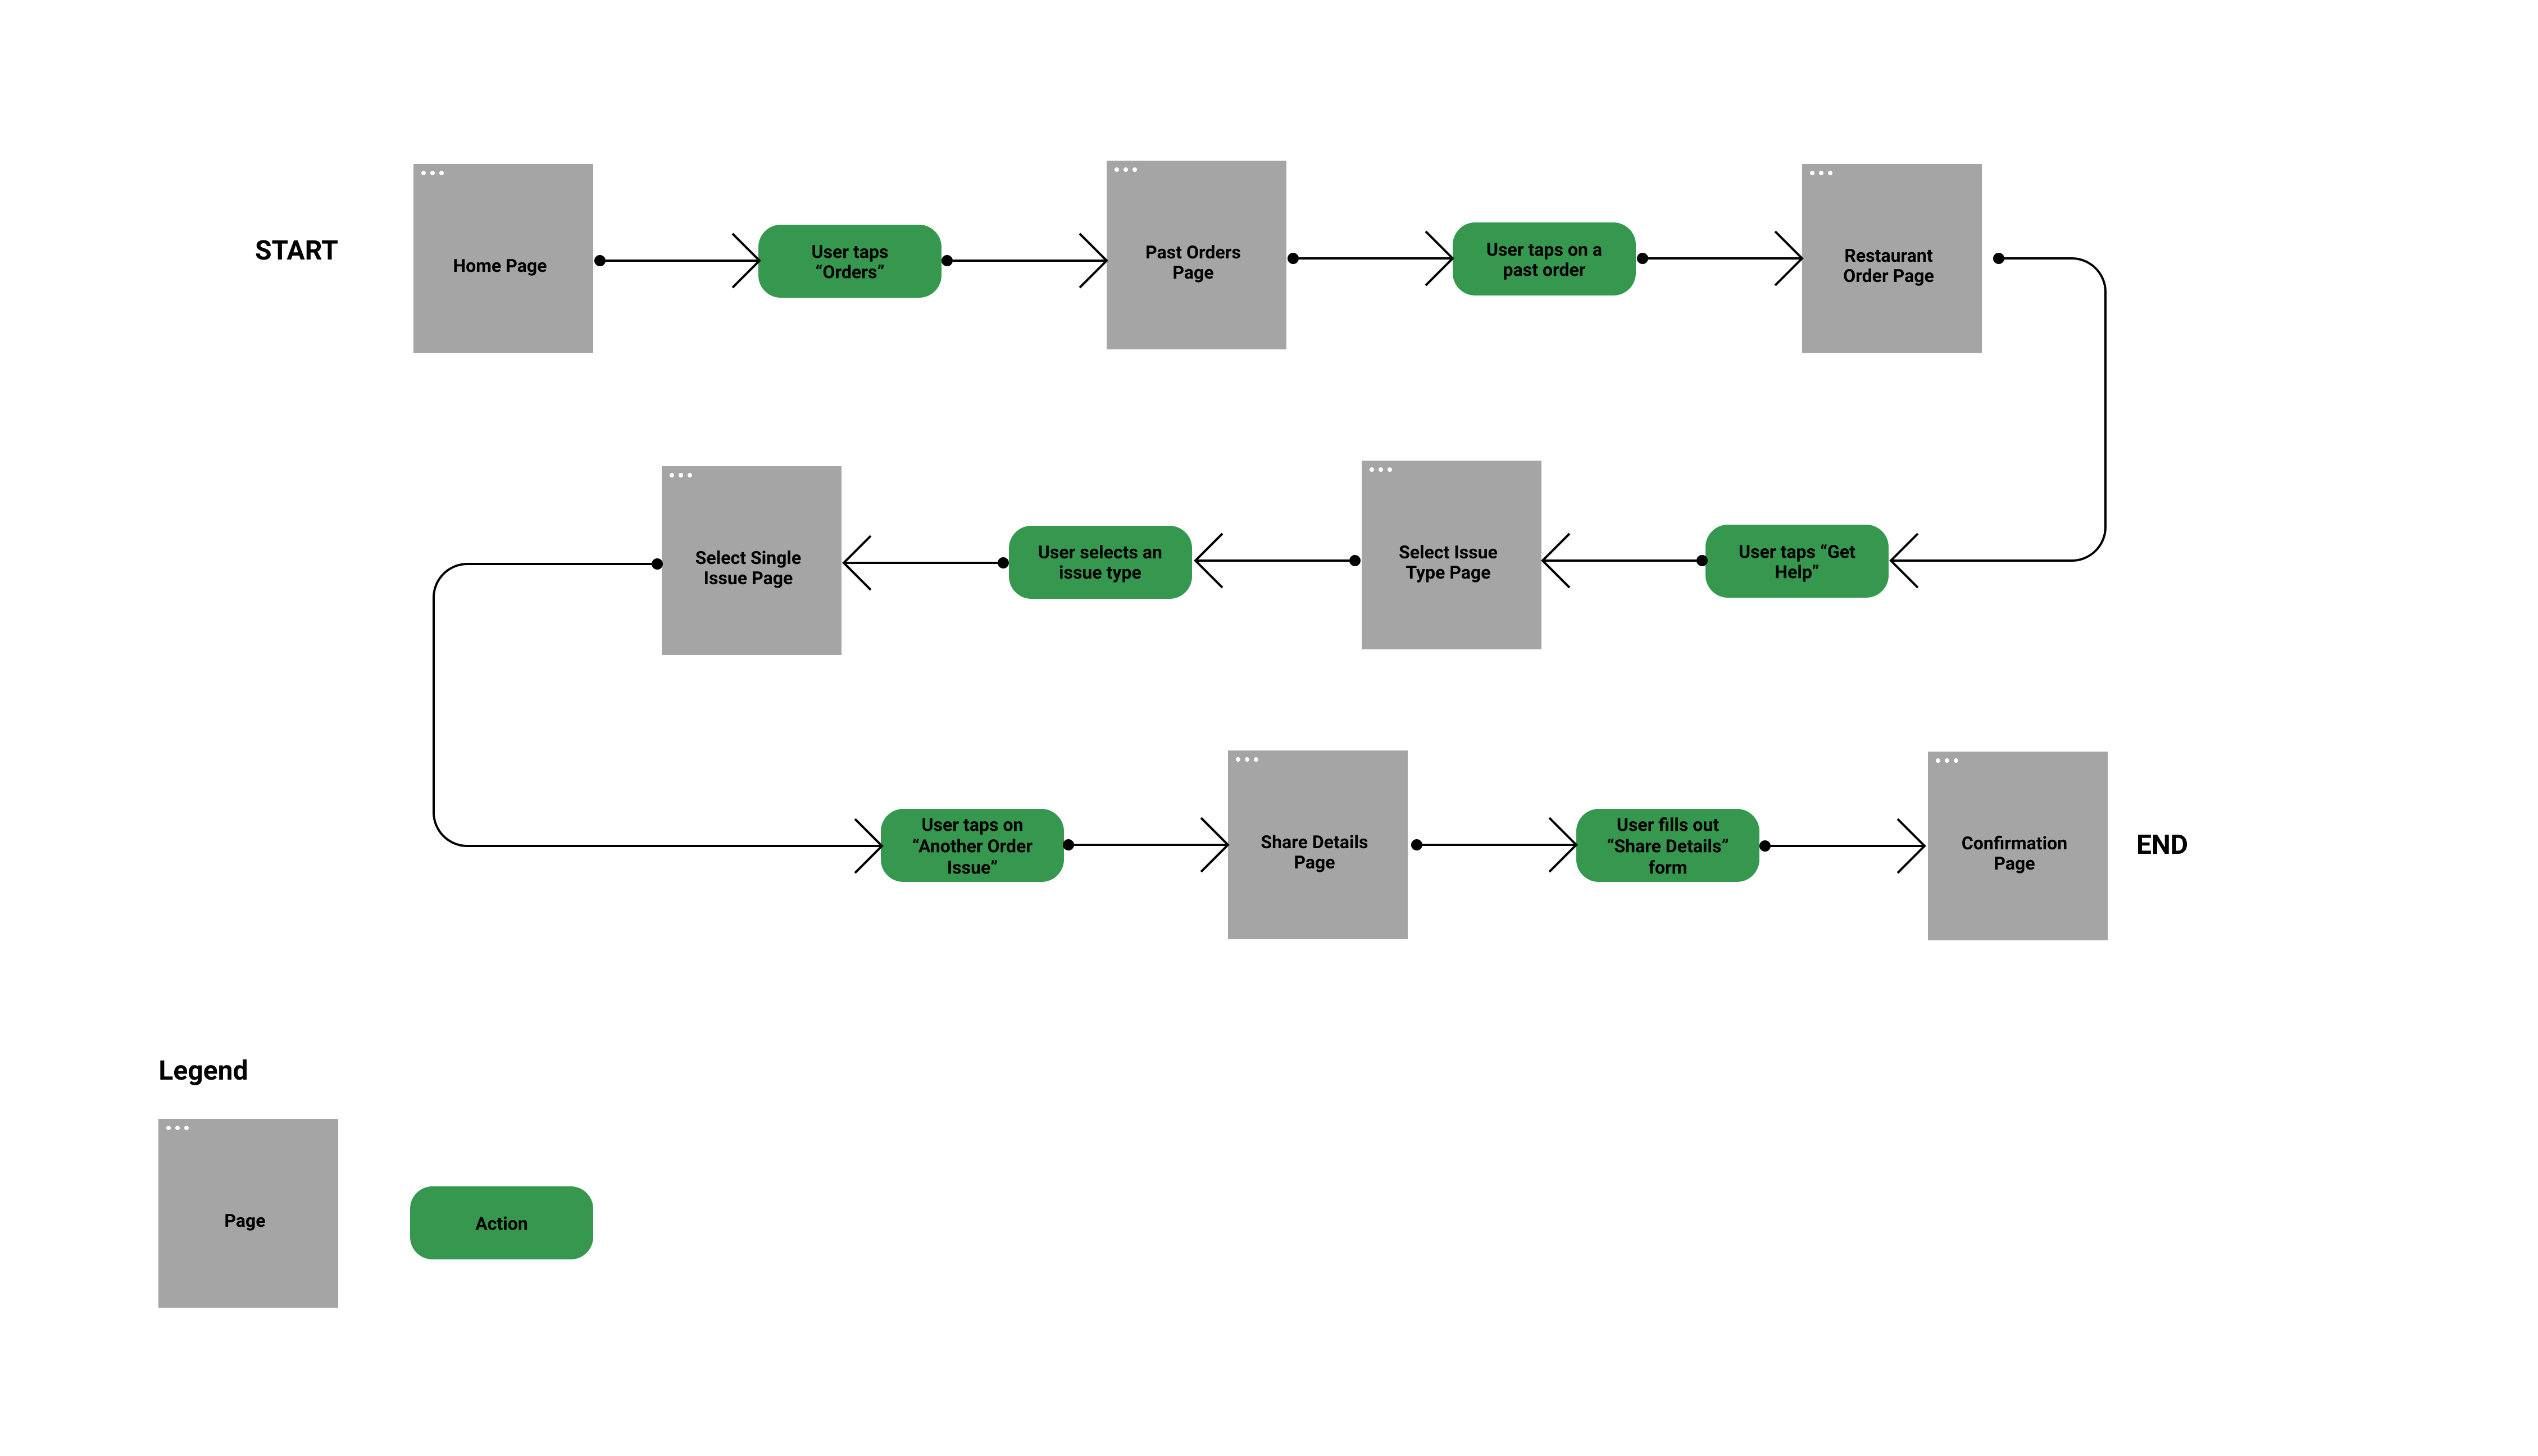 START
Home Page
User taps
“Orders”
Past Orders
Page
User taps on a
past order
Restaurant
Order Page
User taps “Get
Help”
Select Issue
Type Page
User selects an
issue type
Select Single
Issue Page
User taps on
“Another Order
Issue”
Share Details
Page
User fills out
“Share Details”
form
Confirmation
Page
END
Legend
Page
Action